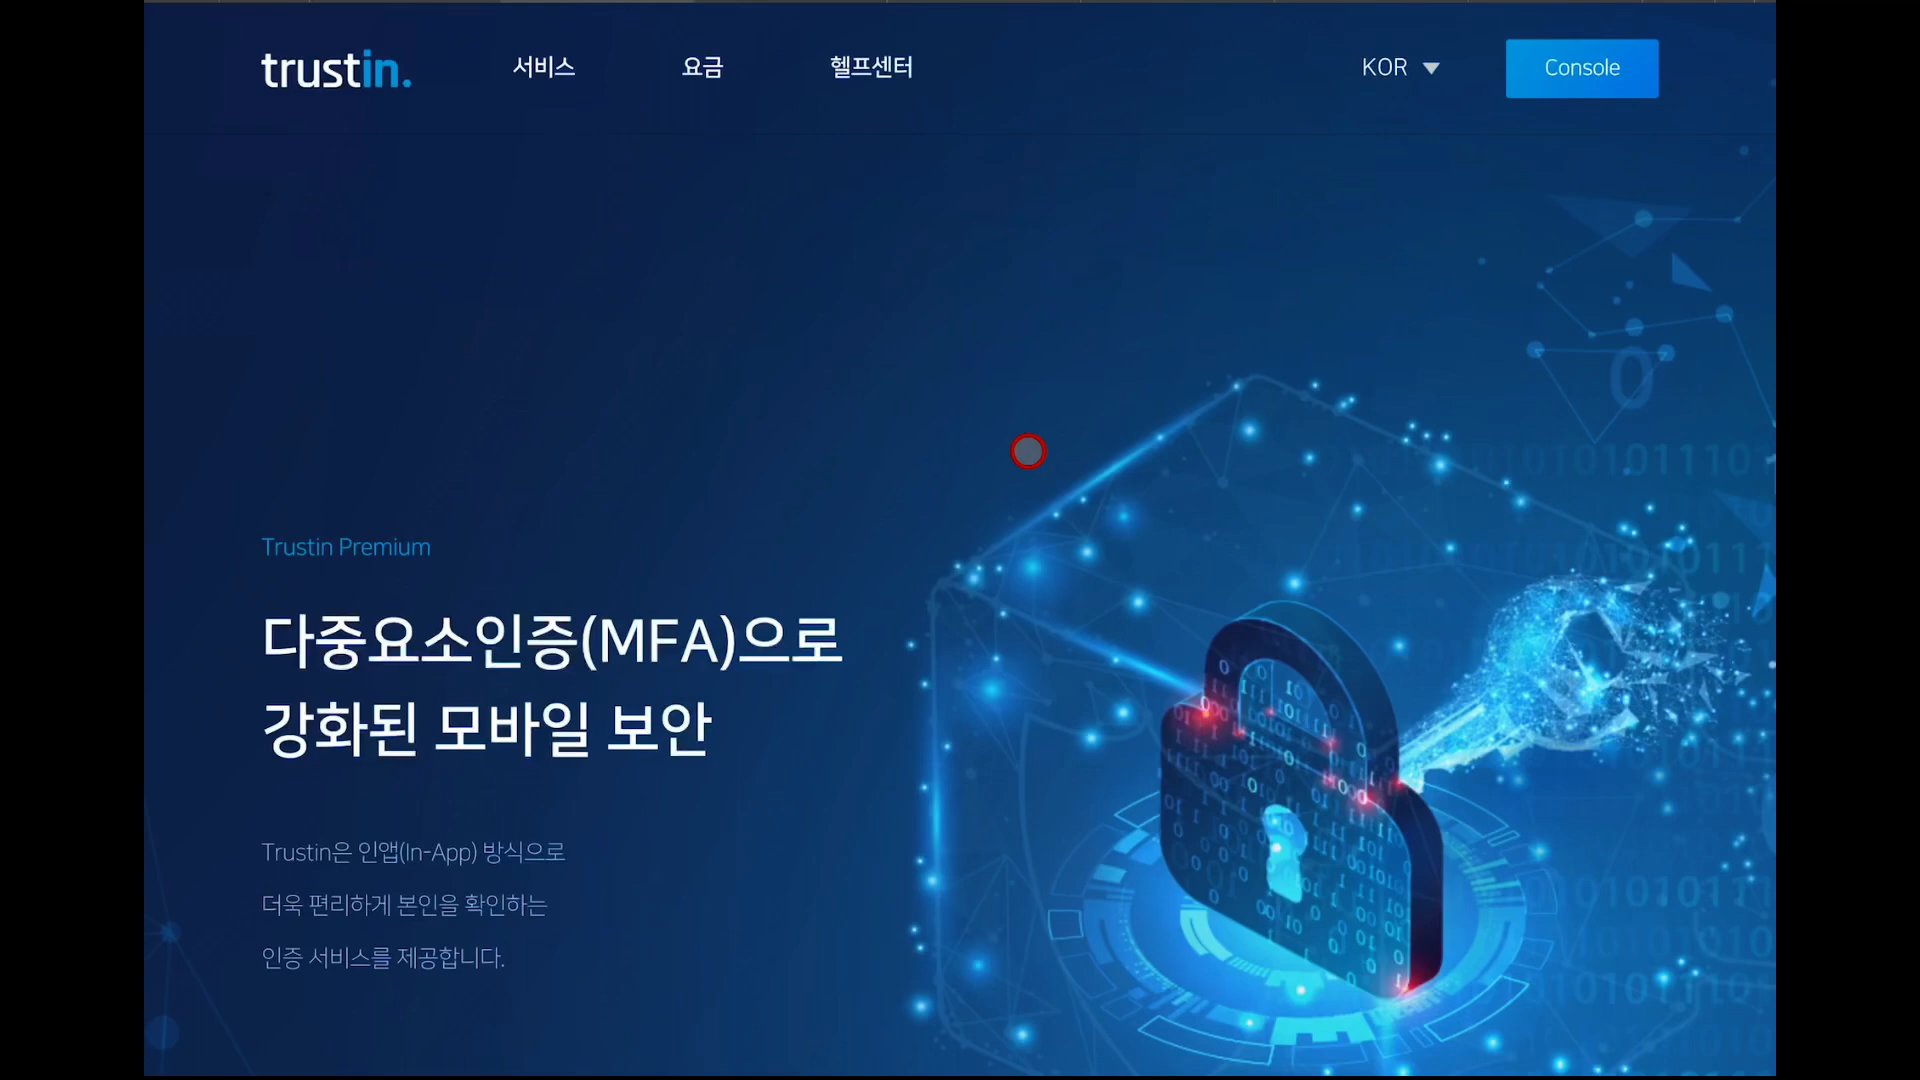 trustin.
서비스
요금
헬프센터
KOR
Console
Trustin Premium
다중요소인증(MFA)으로
강화된 모바일 보안
Trustin은 인앱(In-App) 방식으로
더욱 편리하게 본인을 확인하는
인증 서비스를 제공합니다.